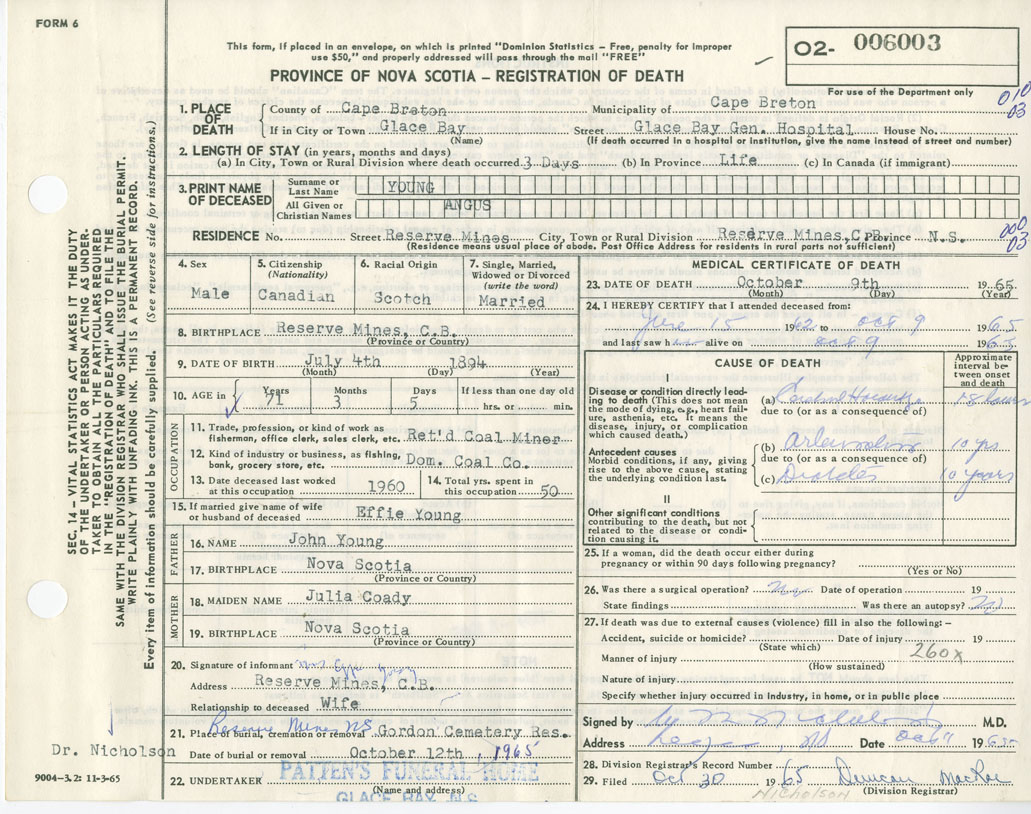 FORM 6
This form, if placed in an envelope, on which is printed "Dominion Statistics – Free, penalty for improper
use $50," and properly addressed will pass through the mail "FREE"
PROVINCE OF NOVA SCOTIA – REGISTRATION OF DEATH
O2- 006003
For use of the Department only
010
03
1. PLACE OF DEATH
County of Cape Breton Municipality of Cape Breton
If in City or Town Glace Bay Street Glace Bay Gen. Hospital House No.
(Name) (If death occurred in a hospital or institution, give the name instead of street and number)
2. LENGTH OF STAY (in years, months and days)
(a) In City, Town or Rural Division where death occurred 3 Days (b) In Province Life (c) In Canada (if immigrant)
3. PRINT NAME OF DECEASED
Surname or Last Name YOUNG
All Given or Christian Names ANGUS
RESIDENCE No. Street Reserve Mines City, Town or Rural Division Reserve Mines, C.B. Province N.S.
(Residence means usual place of abode. Post Office Address for residents in rural parts not sufficient)
000
03
4. Sex
Male
5. Citizenship
(Nationality)
Canadian
6. Racial Origin
Scotch
7. Single, Married,
Widowed or Divorced
(write the word)
Married
8. BIRTHPLACE Reserve Mines, C.B.
(Province or Country)
9. DATE OF BIRTH July 4th 1894
(Month) (Day) (Year)
10. AGE in Years Months Days If less than one day old
71 3 5 hrs. or min.
OCCUPATION
11. Trade, profession, or kind of work as
fisherman, office clerk, sales clerk, etc. Ret'd Coal Miner
12. Kind of industry or business, as fishing,
bank, grocery store, etc. Dom. Coal Co.
13. Date deceased last worked
at this occupation 1960
14. Total yrs. spent in
this occupation 50
15. If married give name of wife
or husband of deceased Effie Young
FATHER
16. NAME John Young
17. BIRTHPLACE Nova Scotia
(Province or Country)
MOTHER
18. MAIDEN NAME Julia Coady
19. BIRTHPLACE Nova Scotia
(Province or Country)
20. Signature of informant Mrs Effie Young
Address Reserve Mines, C.B.
Relationship to deceased Wife
21. Place of burial, cremation or removal Gordon Cemetery Res.
Reserve Mines NS
Date of burial or removal October 12th, 1965
22. UNDERTAKER PATTEN'S FUNERAL HOME
(Name and address)
GLACE BAY, N.S.
MEDICAL CERTIFICATE OF DEATH
23. DATE OF DEATH October 9th 1965
(Month) (Day) (Year)
24. I HEREBY CERTIFY that I attended deceased from:
June 15 1962 to Oct 9 1965
and last saw h alive on Oct 9 1965
CAUSE OF DEATH
Approximate
interval be-
tween onset
and death
I
Disease or condition directly lead-
ing to death (This does not mean
the mode of dying, e.g., heart fail-
ure, asthenia, etc. It means the
disease, injury, or complication
which caused death.)
(a) Cerebral 18 hours
due to (or as a consequence of)
Antecedent causes
Morbid conditions, if any, giving
rise to the above cause, stating
the underlying condition last.
(b) 10 yrs
due to (or as a consequence of)
(c) Diabetes 10 years
II
Other significant conditions
contributing to the death, but not
related to the disease or condi-
tion causing it.
25. If a woman, did the death occur either during
pregnancy or within 90 days following pregnancy?
(Yes or No)
26. Was there a surgical operation? No Date of operation 19
State findings Was there an autopsy? No
27. If death was due to external causes (violence) fill in also the following: –
Accident, suicide or homicide? Date of injury 19
(State which)
260x
Manner of injury
(How sustained)
Nature of injury
Specify whether injury occurred in industry, in home, or in public place
Signed by M.D.
Address Date Oct 1965
28. Division Registrar's Record Number
29. Filed Oct 30 1965 Duncan MacRae
(Division Registrar)
Nicholson
SEC. 14 – VITAL STATISTICS ACT MAKES IT THE DUTY
OF THE UNDERTAKER OR PERSON ACTING AS UNDER-
TAKER TO OBTAIN ALL THE PARTICULARS REQUIRED
IN THE "REGISTRATION OF DEATH" AND TO FILE THE
SAME WITH THE DIVISION REGISTRAR WHO SHALL ISSUE THE BURIAL PERMIT.
WRITE PLAINLY WITH UNFADING INK. THIS IS A PERMANENT RECORD.
Every item of information should be carefully supplied. (See reverse side for instructions.)
Dr. Nicholson
9004-3.2: 11-3-65